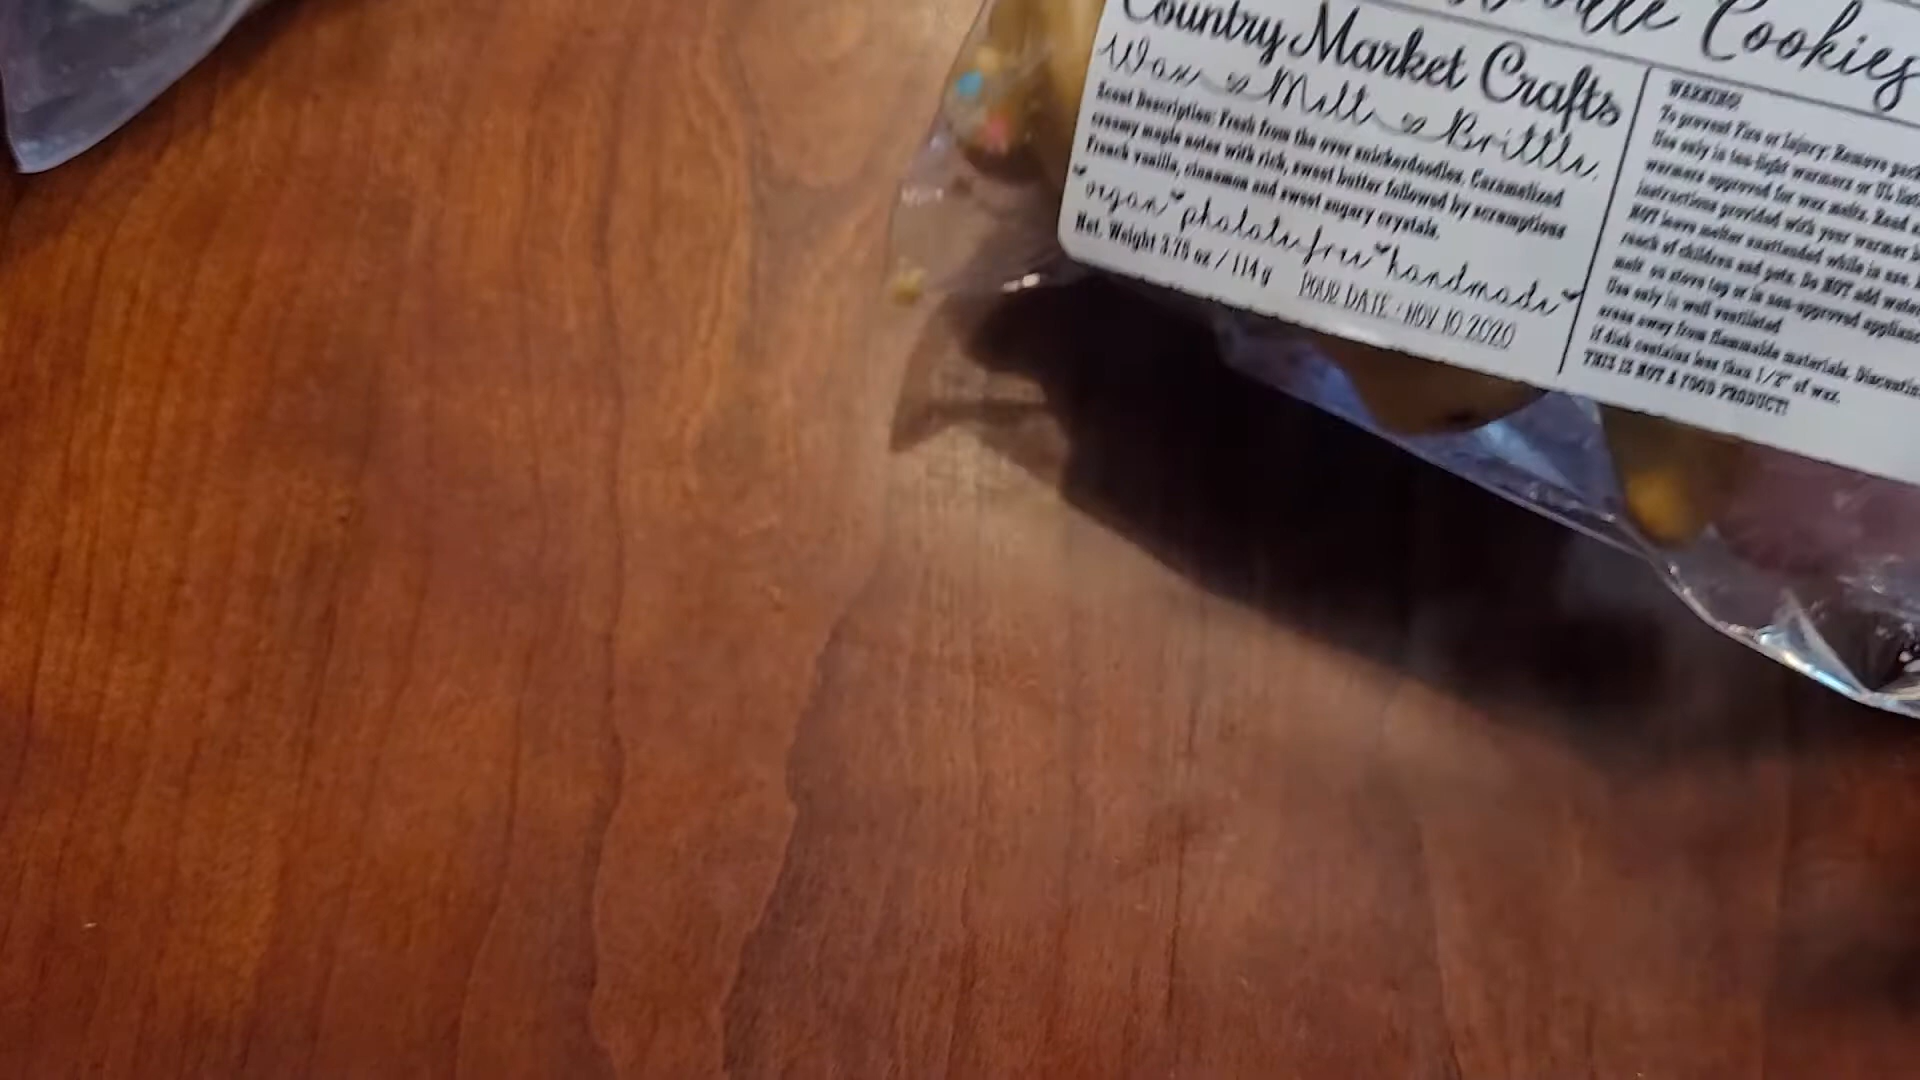 Cookies
Country Market Crafts
Wax Melt Brittle
Scent Description: Fresh from the oven snickerdoodles. Caramelized
creamy maple notes with rich, sweet butter followed by scrumptious
French vanilla, cinnamon and sweet sugary crystals.
vegan phthalate free handmade
Net. Weight 3.75 oz / 114 g POUR DATE - NOV 10 2020
WARNING:
To prevent Fire or Injury: Remove
Use only in tea-light warmers or UL
warmers approved for wax melts. Read
instructions provided with your warmer
NOT leave melter unattended while in use.
reach of children and pets. Do NOT add water
melt on stove top or in non-approved
Use only in well ventilated
areas away from flammable materials.
if dish contains less than 1/2" of wax.
THIS IS NOT A FOOD PRODUCT!